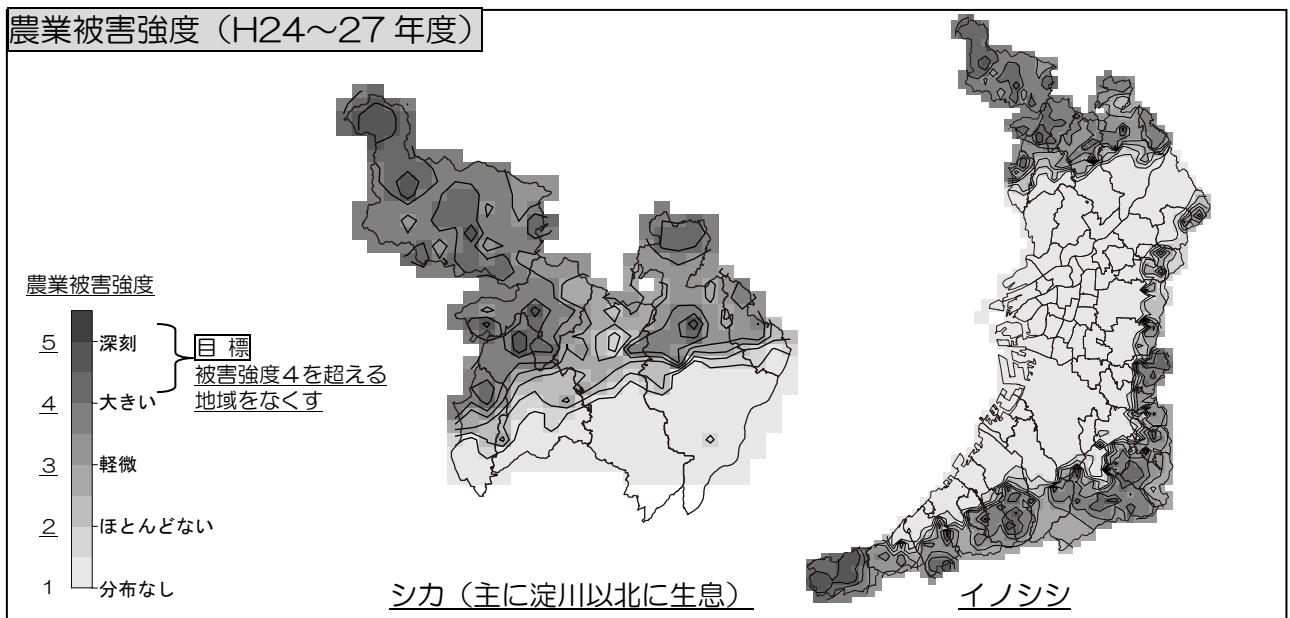 農業被害強度（H24～27 年度）
農業被害強度
5 深刻
4 大きい
3 軽微
2 ほとんどない
1 分布なし
目 標
被害強度４を超える
地域をなくす
シカ（主に淀川以北に生息）
イノシシ